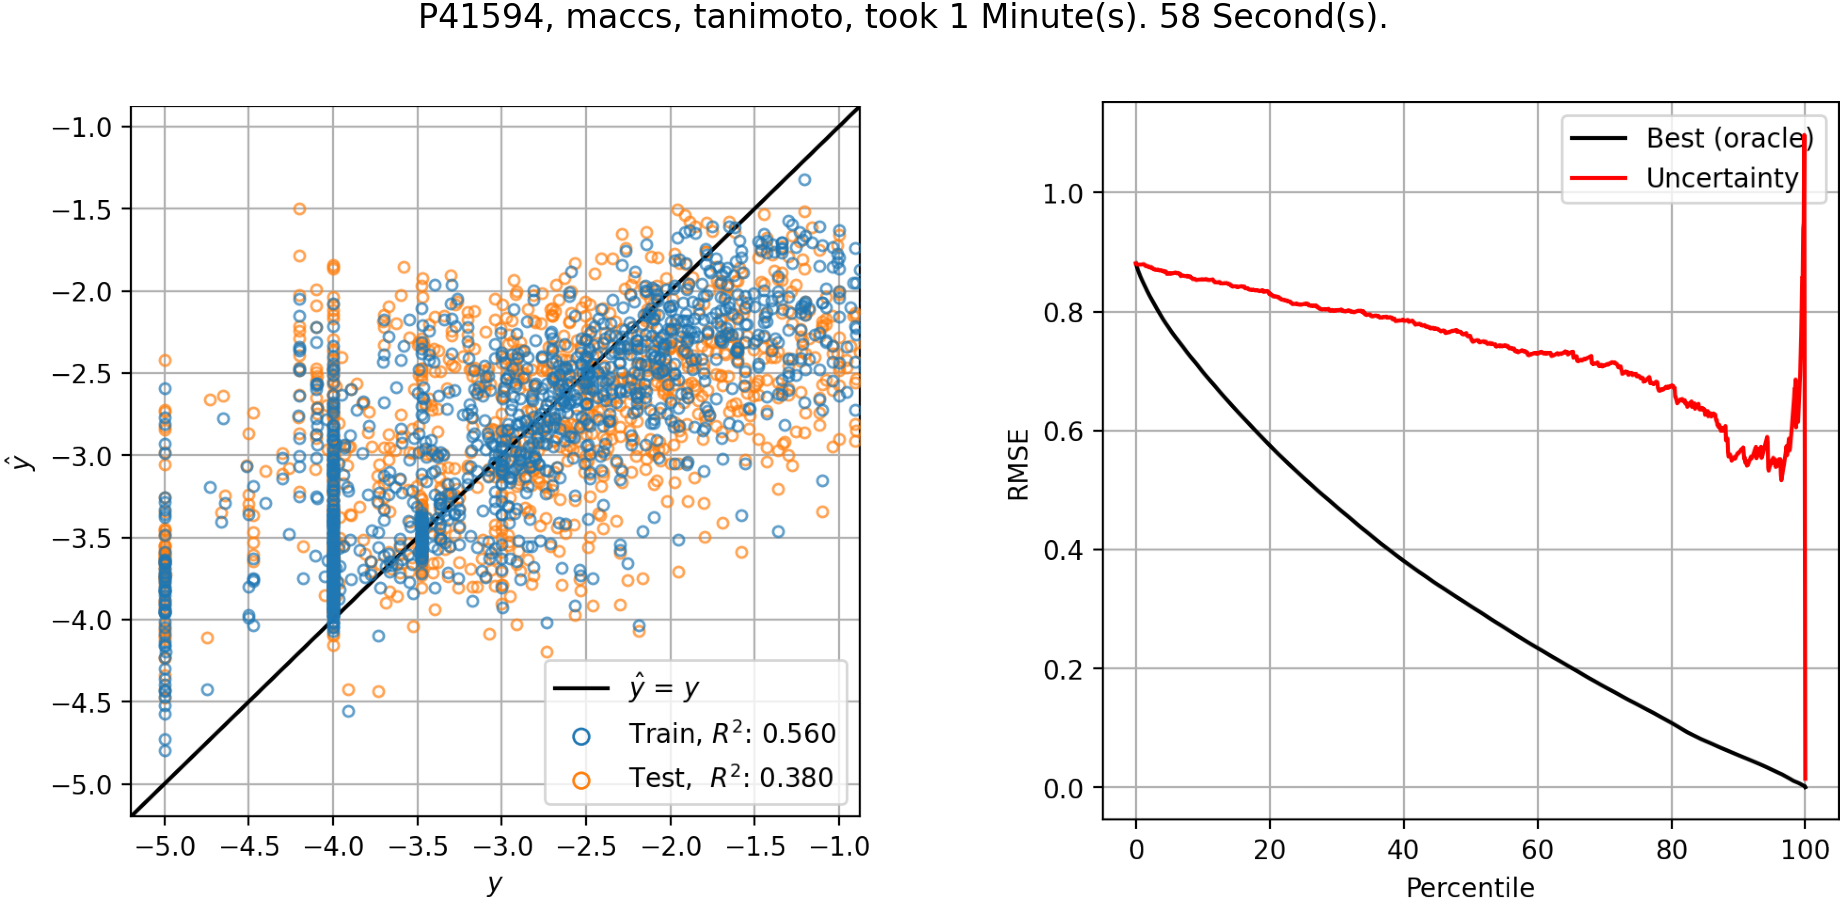 P41594, maccs, tanimoto, took 1 Minute(s). 58 Second(s).
−1.0
−1.5
−2.0
−2.5
−3.0
−3.5
−4.0
−4.5
−5.0
ŷ
ŷ = y
Train, R²: 0.560
Test, R²: 0.380
−5.0 −4.5 −4.0 −3.5 −3.0 −2.5 −2.0 −1.5 −1.0
y
Best (oracle)
Uncertainty
1.0
0.8
0.6
0.4
0.2
0.0
RMSE
0 20 40 60 80 100
Percentile